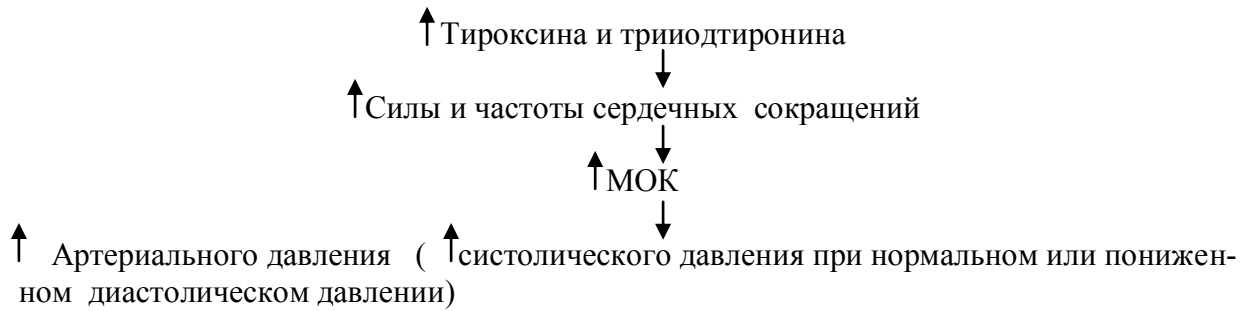 ↑Тироксина и трииодтиронина
↓
↑Силы и частоты сердечных сокращений
↓
↑МОК
↓
↑ Артериального давления ( ↑систолического давления при нормальном или понижен-
ном диастолическом давлении)